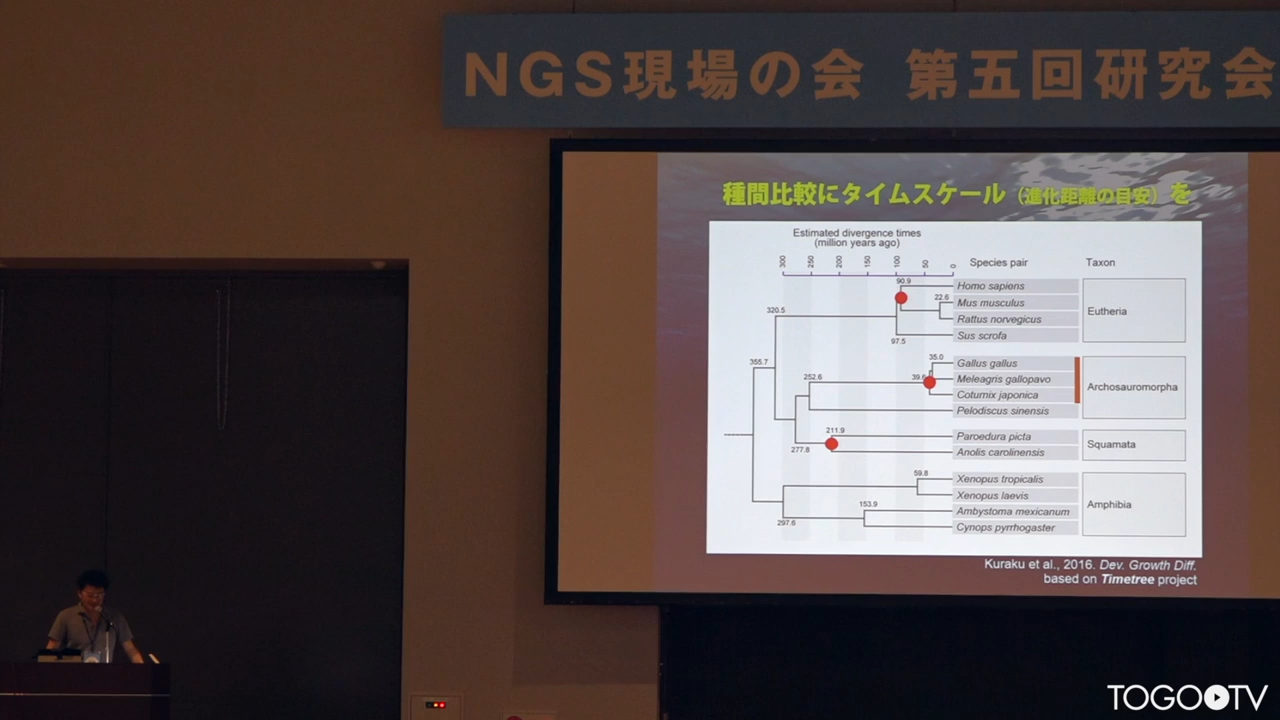 NGS現場の会 第五回研究会
種間比較にタイムスケール（進化距離の目安）を
Estimated divergence times
(million years ago)
300 250 200 150 100 50 0
Species pair
Taxon
90.9
Homo sapiens
22.6
Mus musculus
Rattus norvegicus
97.5
Sus scrofa
Eutheria
320.5
355.7
35.0
Gallus gallus
252.6
39.6
Meleagris gallopavo
Coturnix japonica
Pelodiscus sinensis
Archosauromorpha
211.9
Paroedura picta
277.8
Anolis carolinensis
Squamata
59.8
Xenopus tropicalis
Xenopus laevis
153.9
Ambystoma mexicanum
297.6
Cynops pyrrhogaster
Amphibia
Kuraku et al., 2016. Dev. Growth Diff.
based on Timetree project
TOGO TV